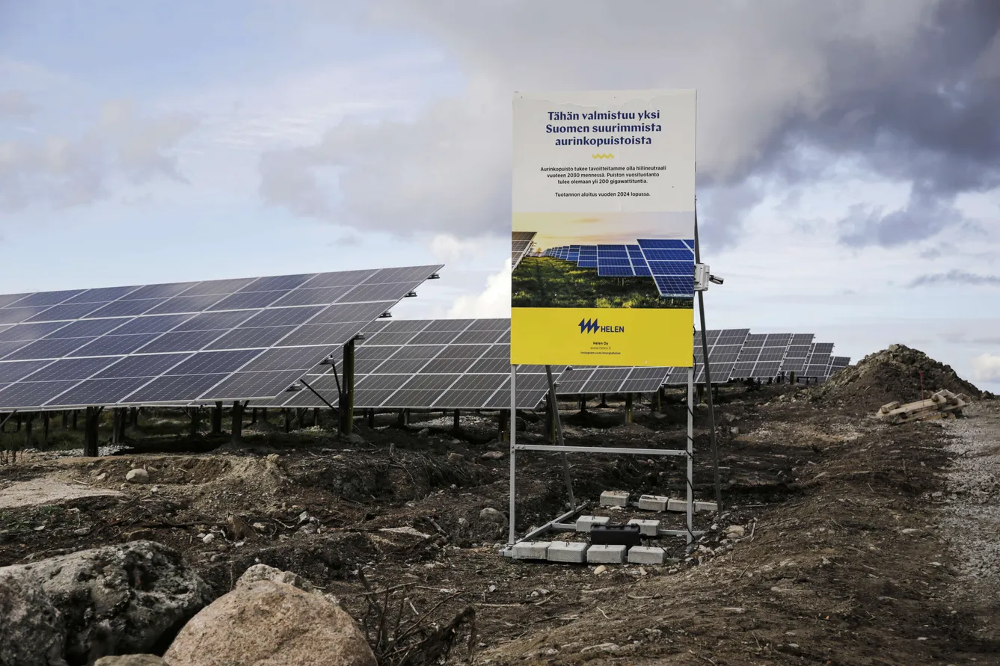 Tähän valmistuu yksi
Suomen suurimmista
aurinkopuistoista
Aurinkopuisto tukee tavoitteitamme olla hiilineutraali
vuoteen 2030 mennessä. Puiston vuosituotanto
tulee olemaan yli 200 gigawattituntia.
Tuotannon aloitus vuoden 2024 lopussa.
HELEN
Helen Oy
www.helen.fi
instagram.com/energiahelen